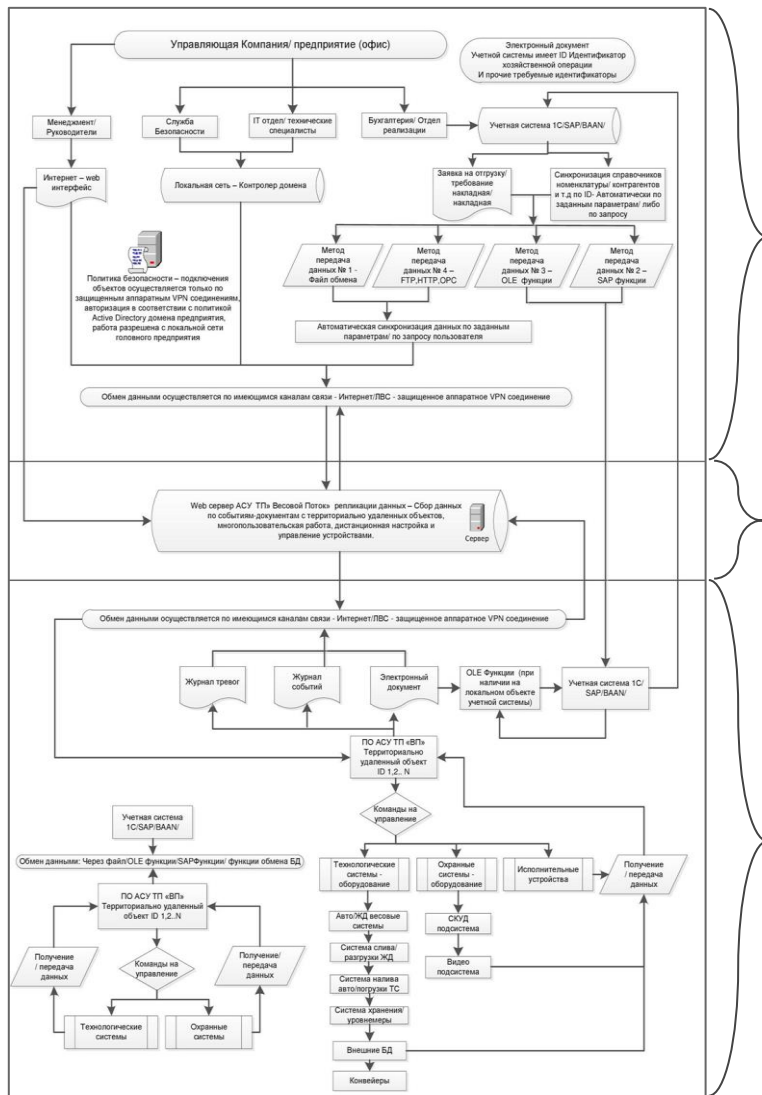 Управляющая Компания/ предприятие (офис)
Электронный документ
Учетной системы имеет ID Идентификатор
хозяйственной операции
И прочие требуемые идентификаторы
Менеджмент/
Руководители
Служба
Безопасности
IT отдел/ технические
специалисты
Бухгалтерия/ Отдел
реализации
Учетная система 1С/SAP/BAAN/
Интернет – web
интерфейс
Локальная сеть – Контролер домена
Заявка на отгрузку/
требование
накладная/
накладная
Синхронизация справочников
номенклатуры/ контрагентов
и т.д по ID- Автоматически по
заданным параметрам/ либо
по запросу
Метод
передача
данных № 1 -
Файл обмена
Метод
передача
данных № 4 –
FTP,HTTP,OPC
Метод
передача
данных № 3 –
OLE функции
Метод
передача
данных № 2 –
SAP функции
Политика безопасности – подключения
объектов осуществляется только по
защищенным аппаратным VPN соединениям,
авторизация в соответствии с политикой
Active Directory домена предприятия,
работа разрешена с локальной сети
головного предприятия
Автоматическая синхронизация данных по заданным
параметрам/ по запросу пользователя
Обмен данными осуществляется по имеющимся каналам связи - Интернет/ЛВС - защищенное аппаратное VPN соединение
Web сервер АСУ ТП» Весовой Поток» репликации данных – Сбор данных
по событиям-документам с территориально удаленных объектов,
многопользательская работа, дистанционная настройка и
управление устройствами.
Сервер
Обмен данными осуществляется по имеющимся каналам связи - Интернет/ЛВС - защищенное аппаратное VPN соединение
Журнал тревог
Журнал
событий
Электронный
документ
OLE Функции (при
наличии на
локальном объекте
учетной системы)
Учетная система 1С/
SAP/BAAN/
ПО АСУ ТП «ВП»
Территориально
удаленный объект
ID 1,2.. N
Команды на
управление
Учетная система
1С/SAP/BAAN/
Обмен данными: Через файл/OLE функции/SAPФункции/ функции обмена БД
ПО АСУ ТП «ВП»
Территориально удаленный
объект ID 1,2..N
Получение
/ передача
данных
Команды на
управление
Получение/
передача
данных
Технологические
системы
Охранные
системы
Технологические
системы -
оборудование
Охранные
системы -
оборудование
Исполнительные
устройства
Получение /
передача
данных
Авто/ЖД весовые
системы
СКУД
подсистема
Система слива/
разгрузки ЖД
Видео
подсистема
Система налива
авто/погрузки ТС
Система хранения/
уровнемеры
Внешние БД
Конвейеры